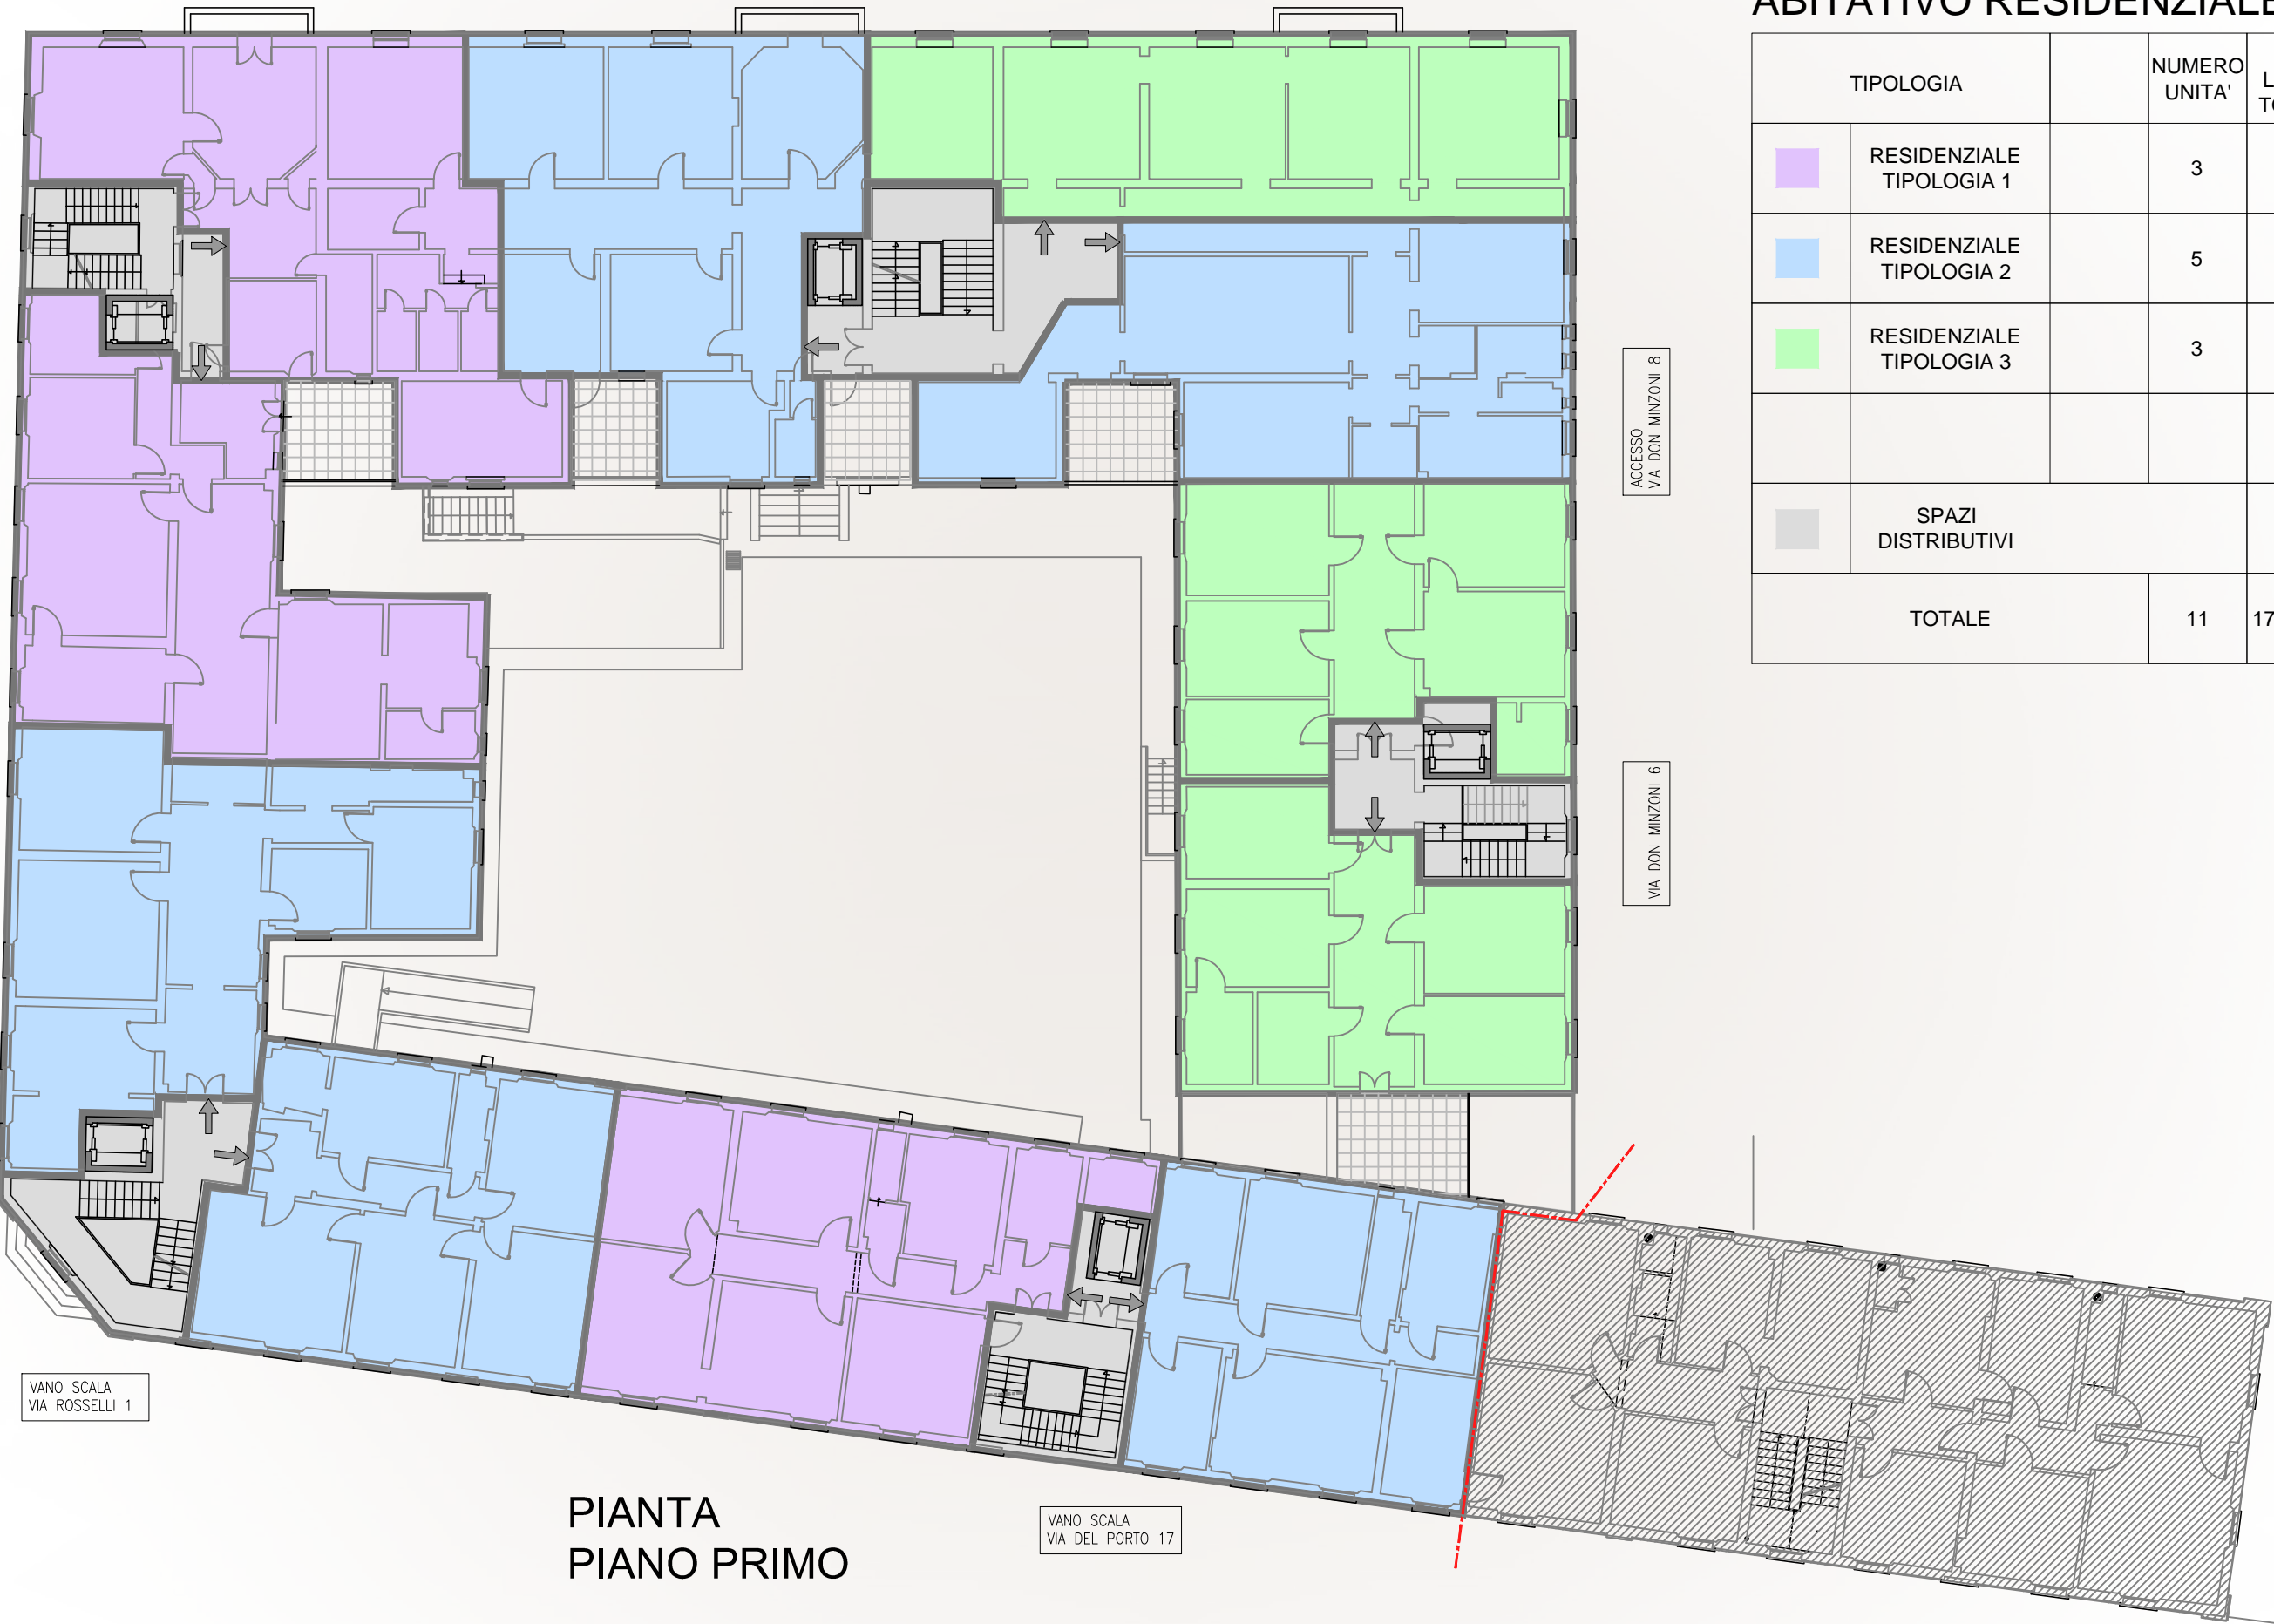 ABITATIVO RESIDENZIALE
TIPOLOGIA
NUMERO
UNITA'
RESIDENZIALE
TIPOLOGIA 1
3
RESIDENZIALE
TIPOLOGIA 2
5
RESIDENZIALE
TIPOLOGIA 3
3
SPAZI
DISTRIBUTIVI
TOTALE
11
17
ACCESSO
VIA DON MINZONI 8
VIA DON MINZONI 6
VANO SCALA
VIA ROSSELLI 1
PIANTA
PIANO PRIMO
VANO SCALA
VIA DEL PORTO 17